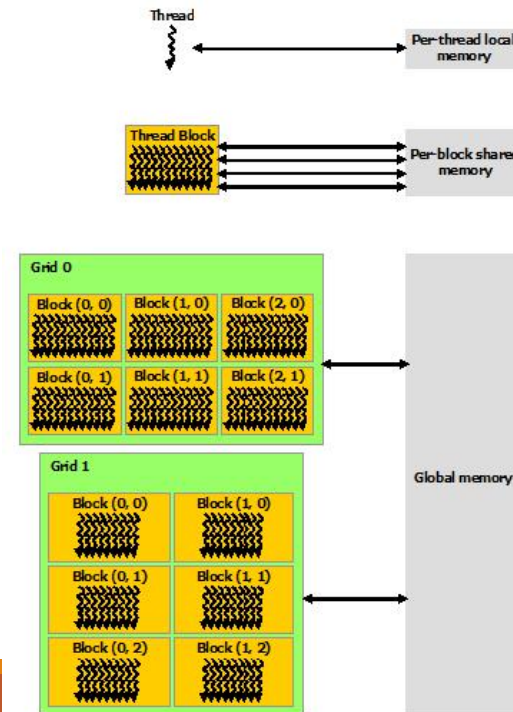 Thread
Per-thread local
memory
Thread Block
Per-block share
memory
Grid 0
Block (0, 0)
Block (1, 0)
Block (2, 0)
Block (0, 1)
Block (1, 1)
Block (2, 1)
Global memory
Grid 1
Block (0, 0)
Block (1, 0)
Block (0, 1)
Block (1, 1)
Block (0, 2)
Block (1, 2)